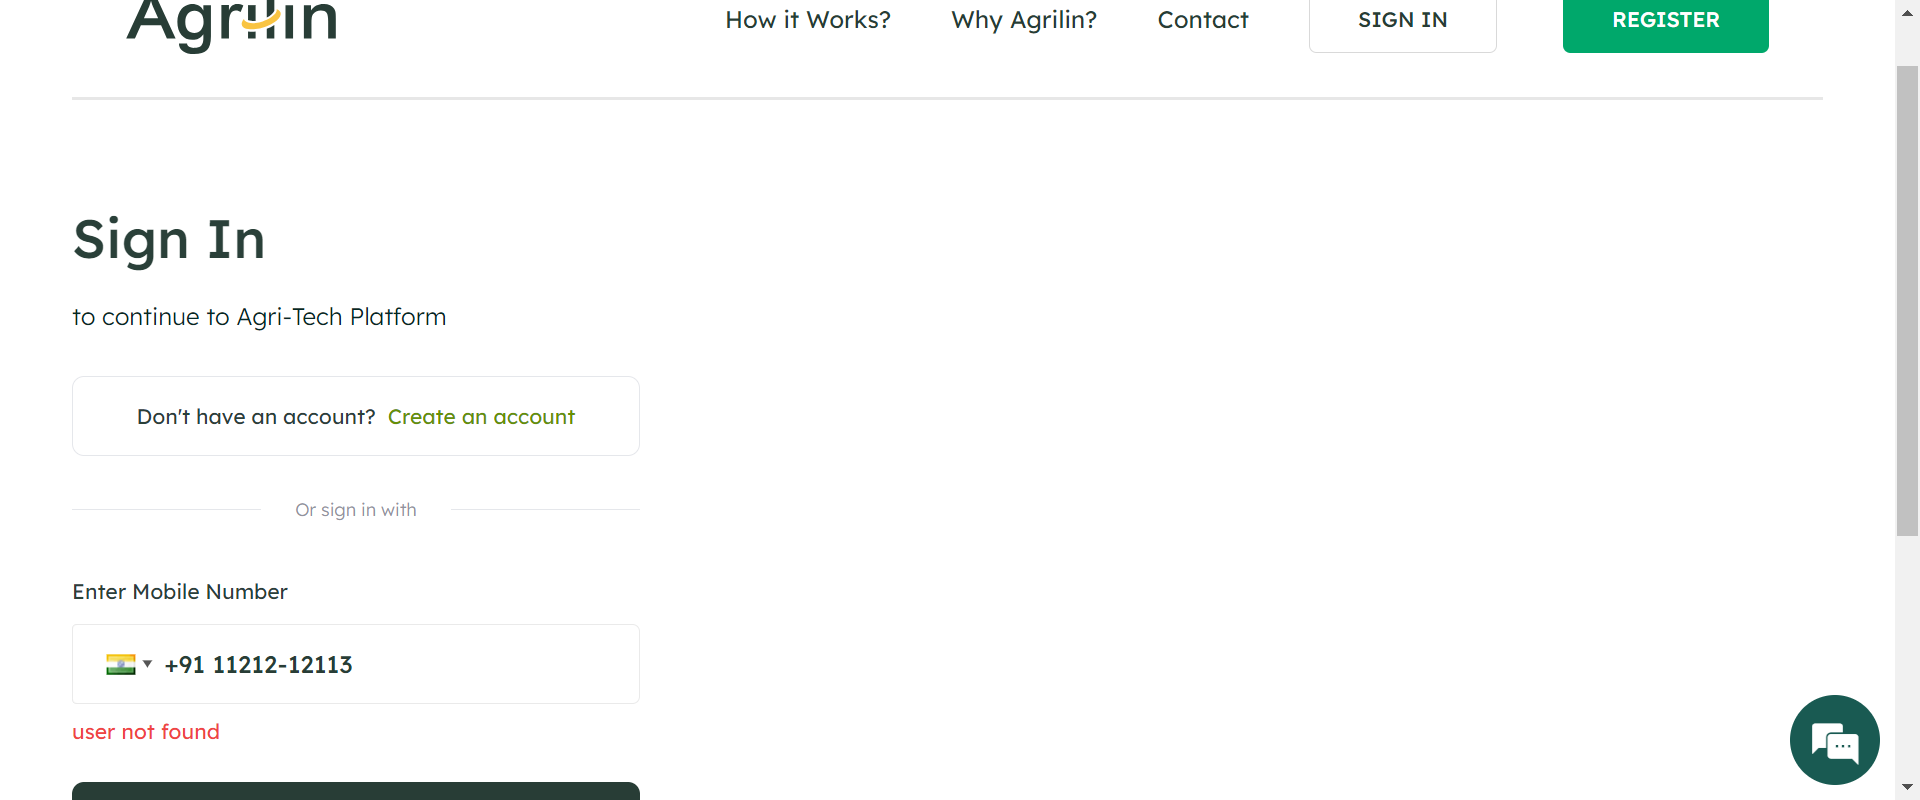 Agrilin
How it Works? Why Agrilin? Contact SIGN IN REGISTER
Sign In
to continue to Agri-Tech Platform
Don't have an account? Create an account
Or sign in with
Enter Mobile Number
+91 11212-12113
user not found